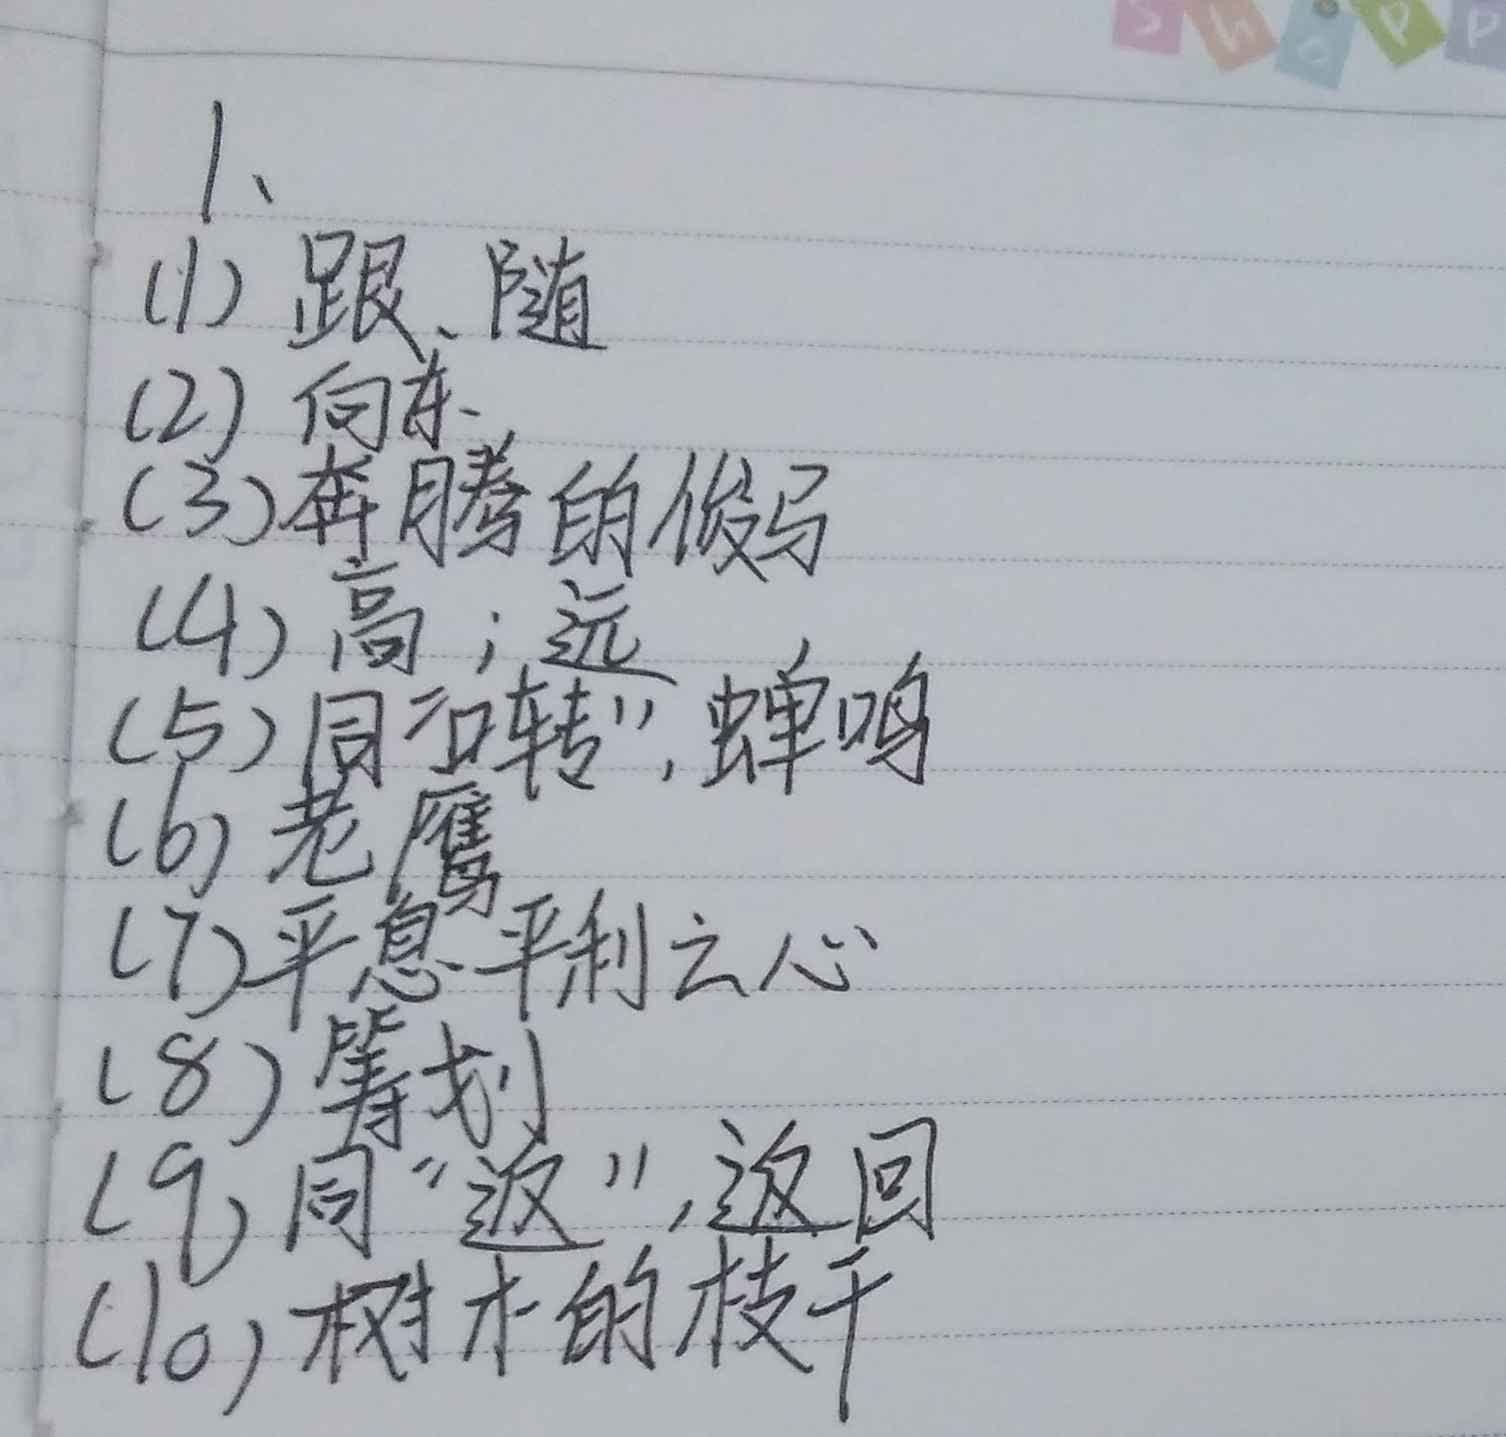 Shopp
1、
(1) 跟、随
(2) 向东
(3) 奔腾的俊马
(4) 高；远
(5) 同“啭”，蝉鸣
(6) 老鹰
(7) 平息平利之心
(8) 筹划
(9) 同“返”，返回
(10) 树木的枝干